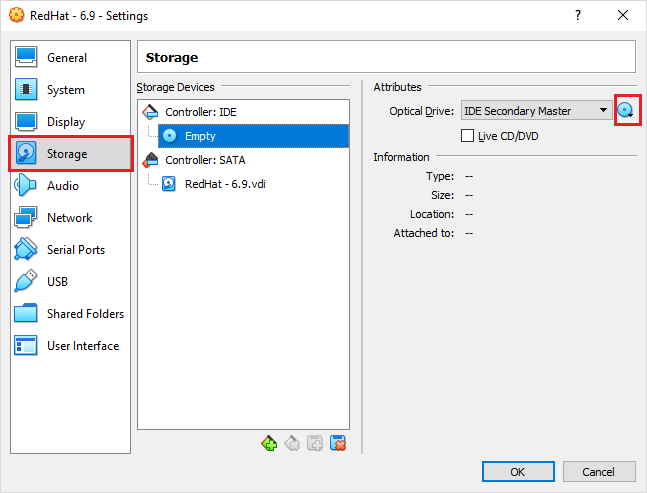 RedHat - 6.9 - Settings
?
General
System
Display
Storage
Audio
Network
Serial Ports
USB
Shared Folders
User Interface
Storage
Storage Devices
Controller: IDE
Empty
Controller: SATA
RedHat - 6.9.vdi
Attributes
Optical Drive: IDE Secondary Master
Live CD/DVD
Information
Type: --
Size: --
Location: --
Attached to: --
OK Cancel